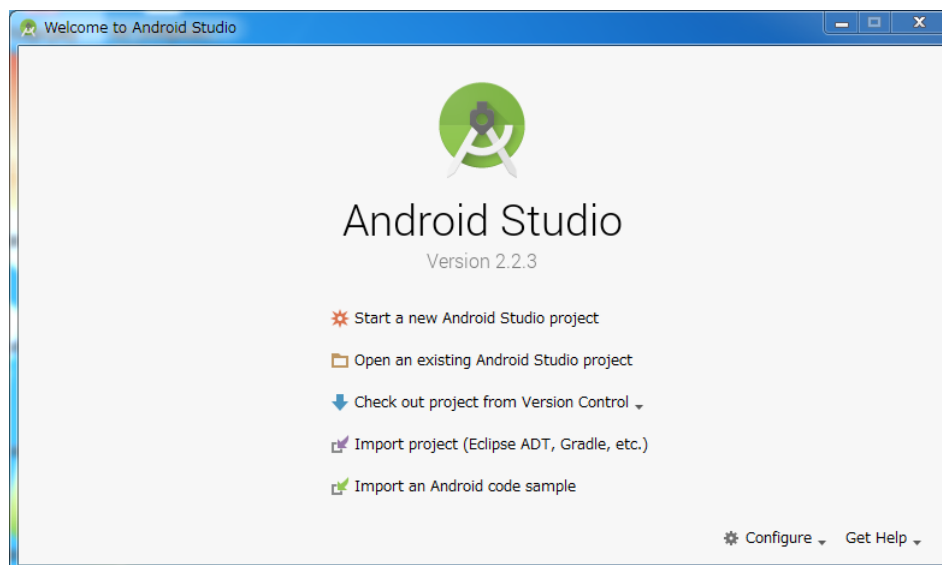 Welcome to Android Studio
Android Studio
Version 2.2.3
Start a new Android Studio project
Open an existing Android Studio project
Check out project from Version Control
Import project (Eclipse ADT, Gradle, etc.)
Import an Android code sample
Configure Get Help